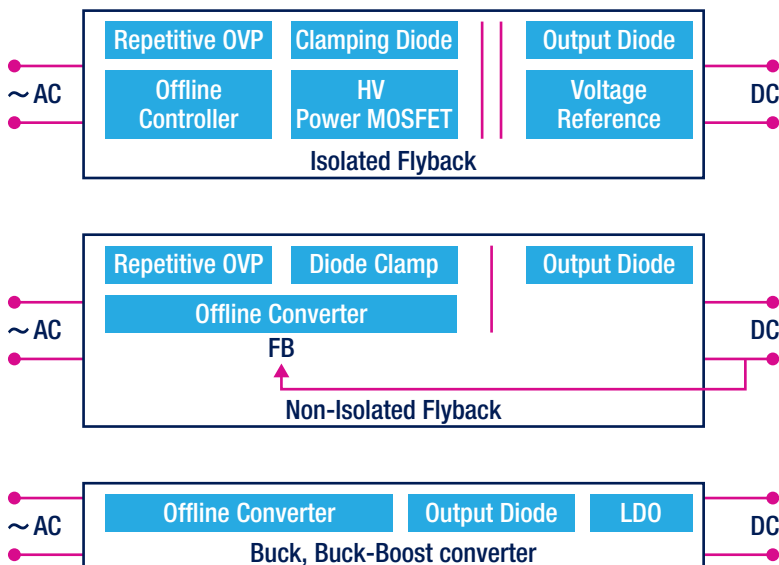 Repetitive OVP
Clamping Diode
Output Diode
~ AC
Offline
Controller
HV
Power MOSFET
Voltage
Reference
DC
Isolated Flyback
Repetitive OVP
Diode Clamp
Output Diode
~ AC
Offline Converter
DC
FB
Non-Isolated Flyback
~ AC
Offline Converter
Output Diode
LDO
DC
Buck, Buck-Boost converter